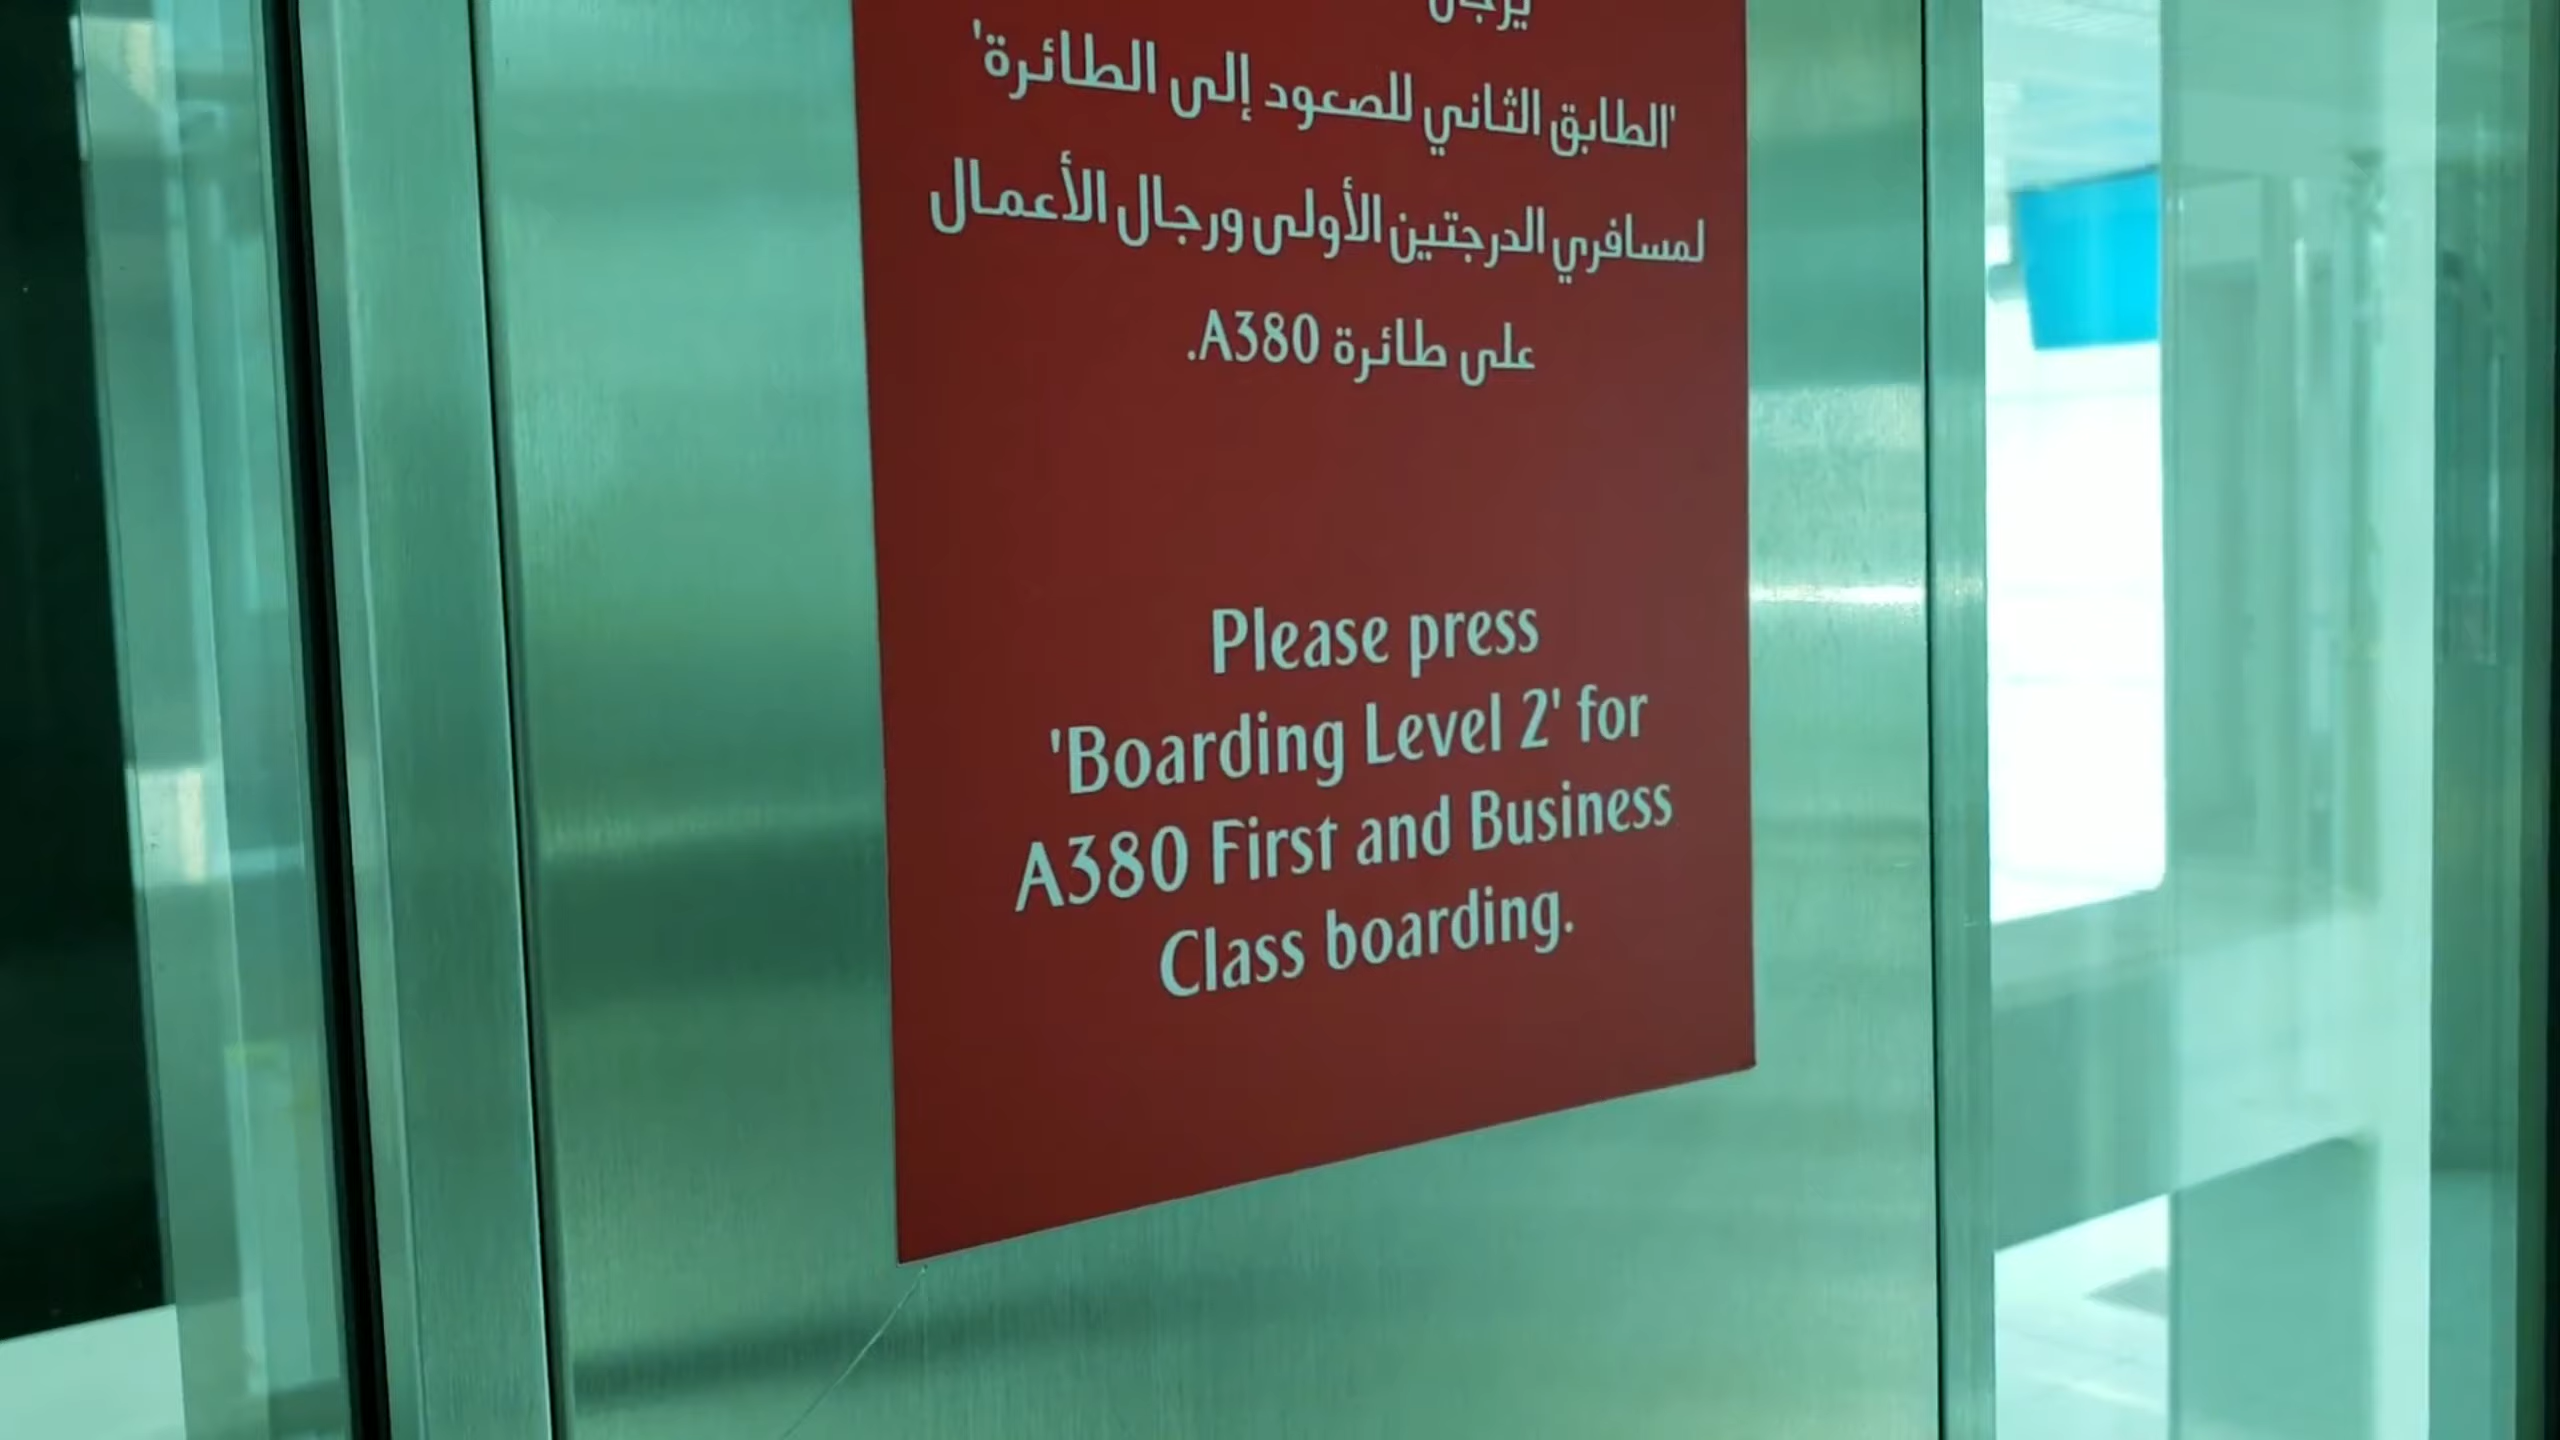 'الطابق الثاني للصعود إلى الطائرة'
لمسافري الدرجتين الأولى ورجال الأعمال
على طائرة A380.
Please press
'Boarding Level 2' for
A380 First and Business
Class boarding.